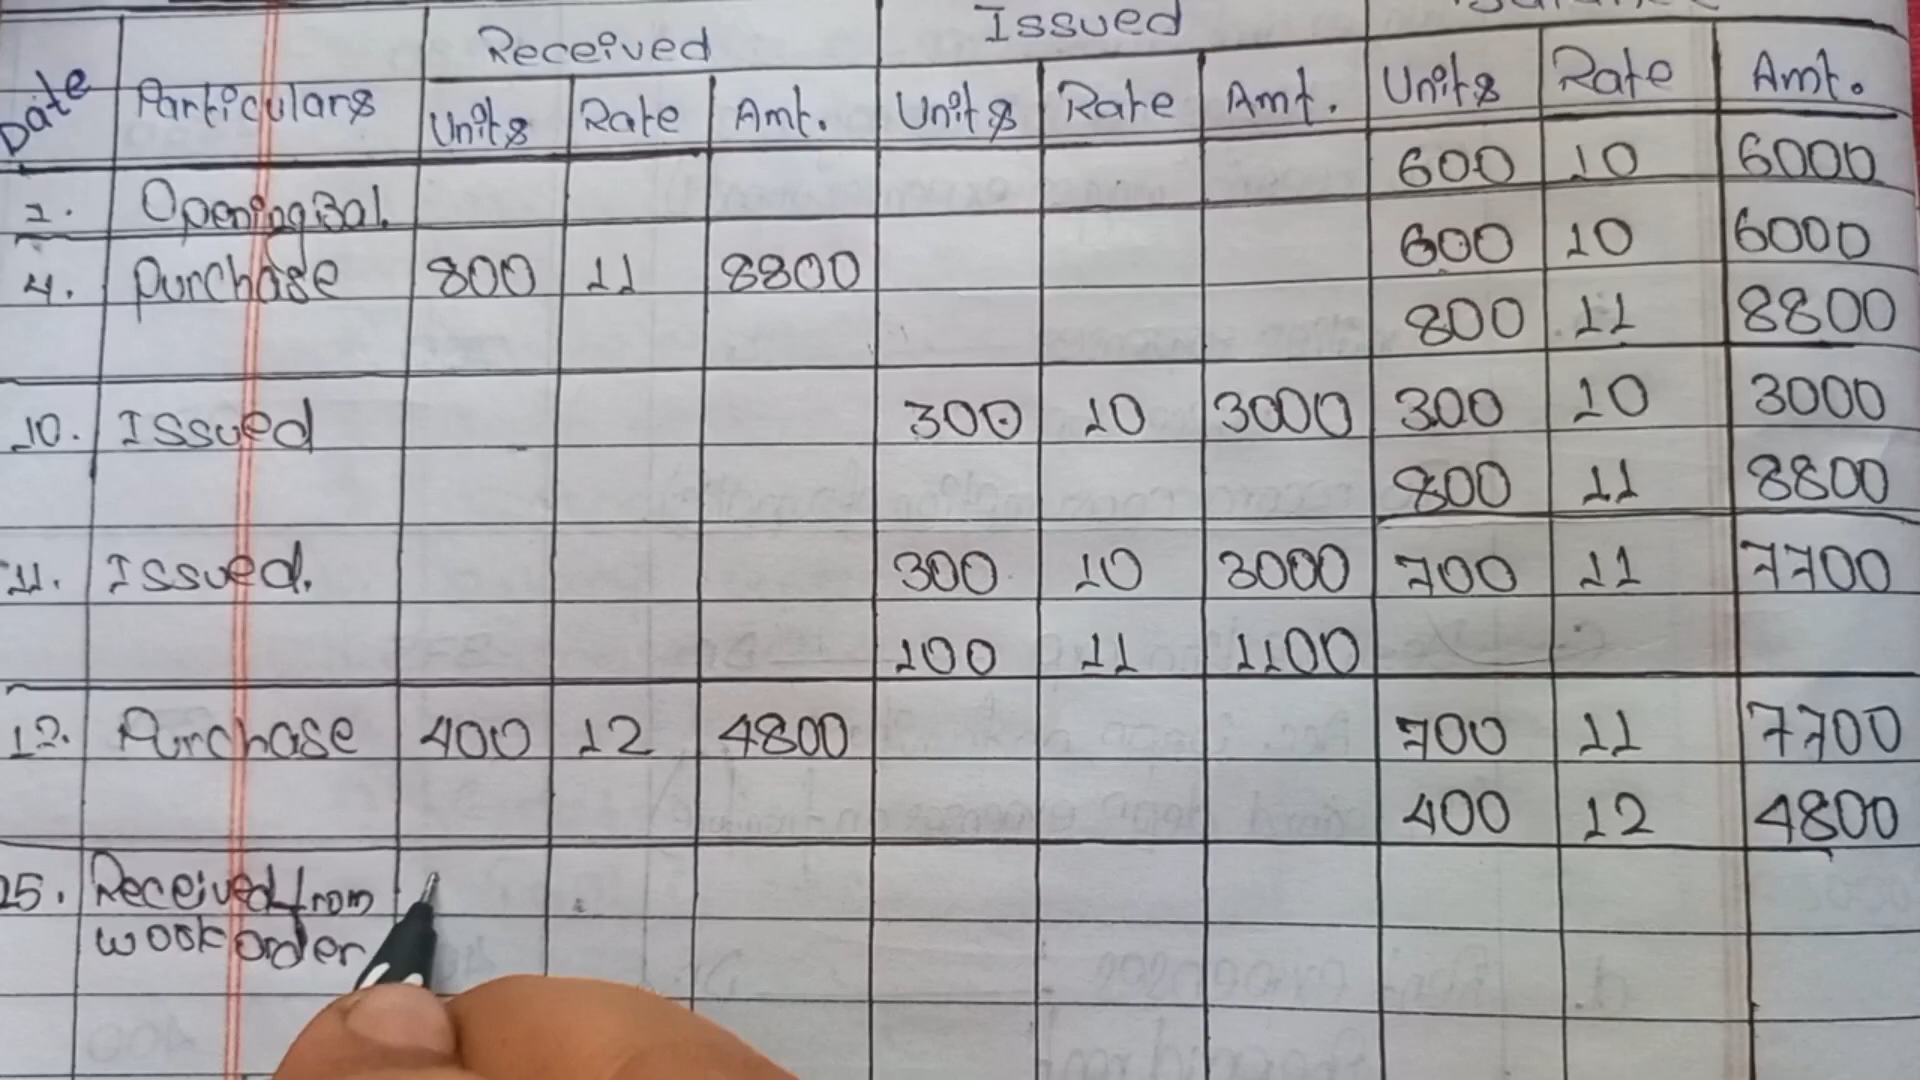 Received Issued
Date Particulars Units Rate Amt. Units Rate Amt. Units Rate Amt.
1. Opening Bal. 600 10 6000
4. Purchase 800 11 8800 600 10 6000
800 11 8800
10. Issued 300 10 3000 300 10 3000
800 11 8800
11. Issued. 300 10 3000 700 11 7700
100 11 1100
12. Purchase 400 12 4800 700 11 7700
400 12 4800
15. Received from
work order